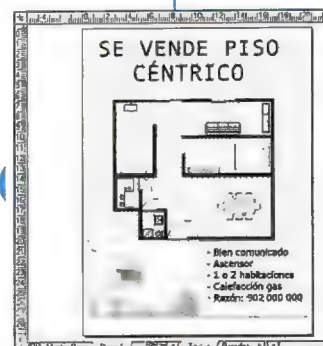 SE VENDE PISO
CÉNTRICO
- Bien comunicado
- Ascensor
- 1 o 2 habitaciones
- Calefacción gas
- Razón: 902 000 000